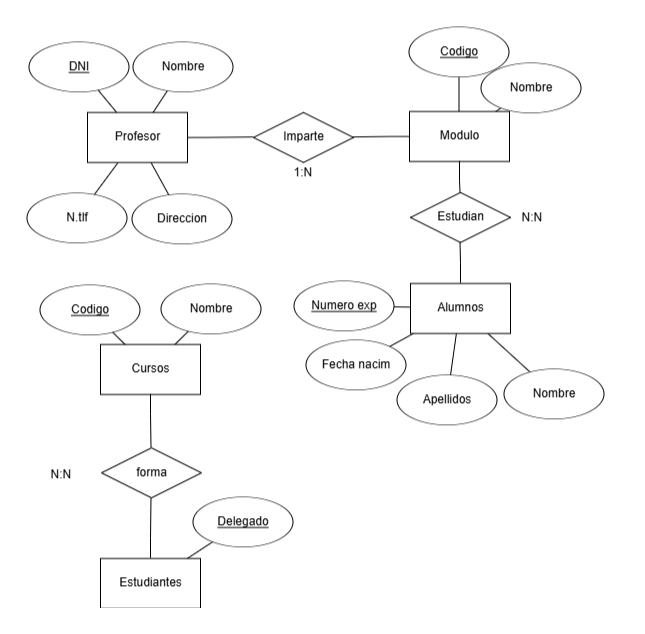 Codigo
DNI
Nombre
Nombre
Profesor
Imparte
Modulo
1:N
N.tlf
Direccion
Estudian
N:N
Codigo
Nombre
Numero exp
Alumnos
Fecha nacim
Cursos
Apellidos
Nombre
N:N
forma
Delegado
Estudiantes